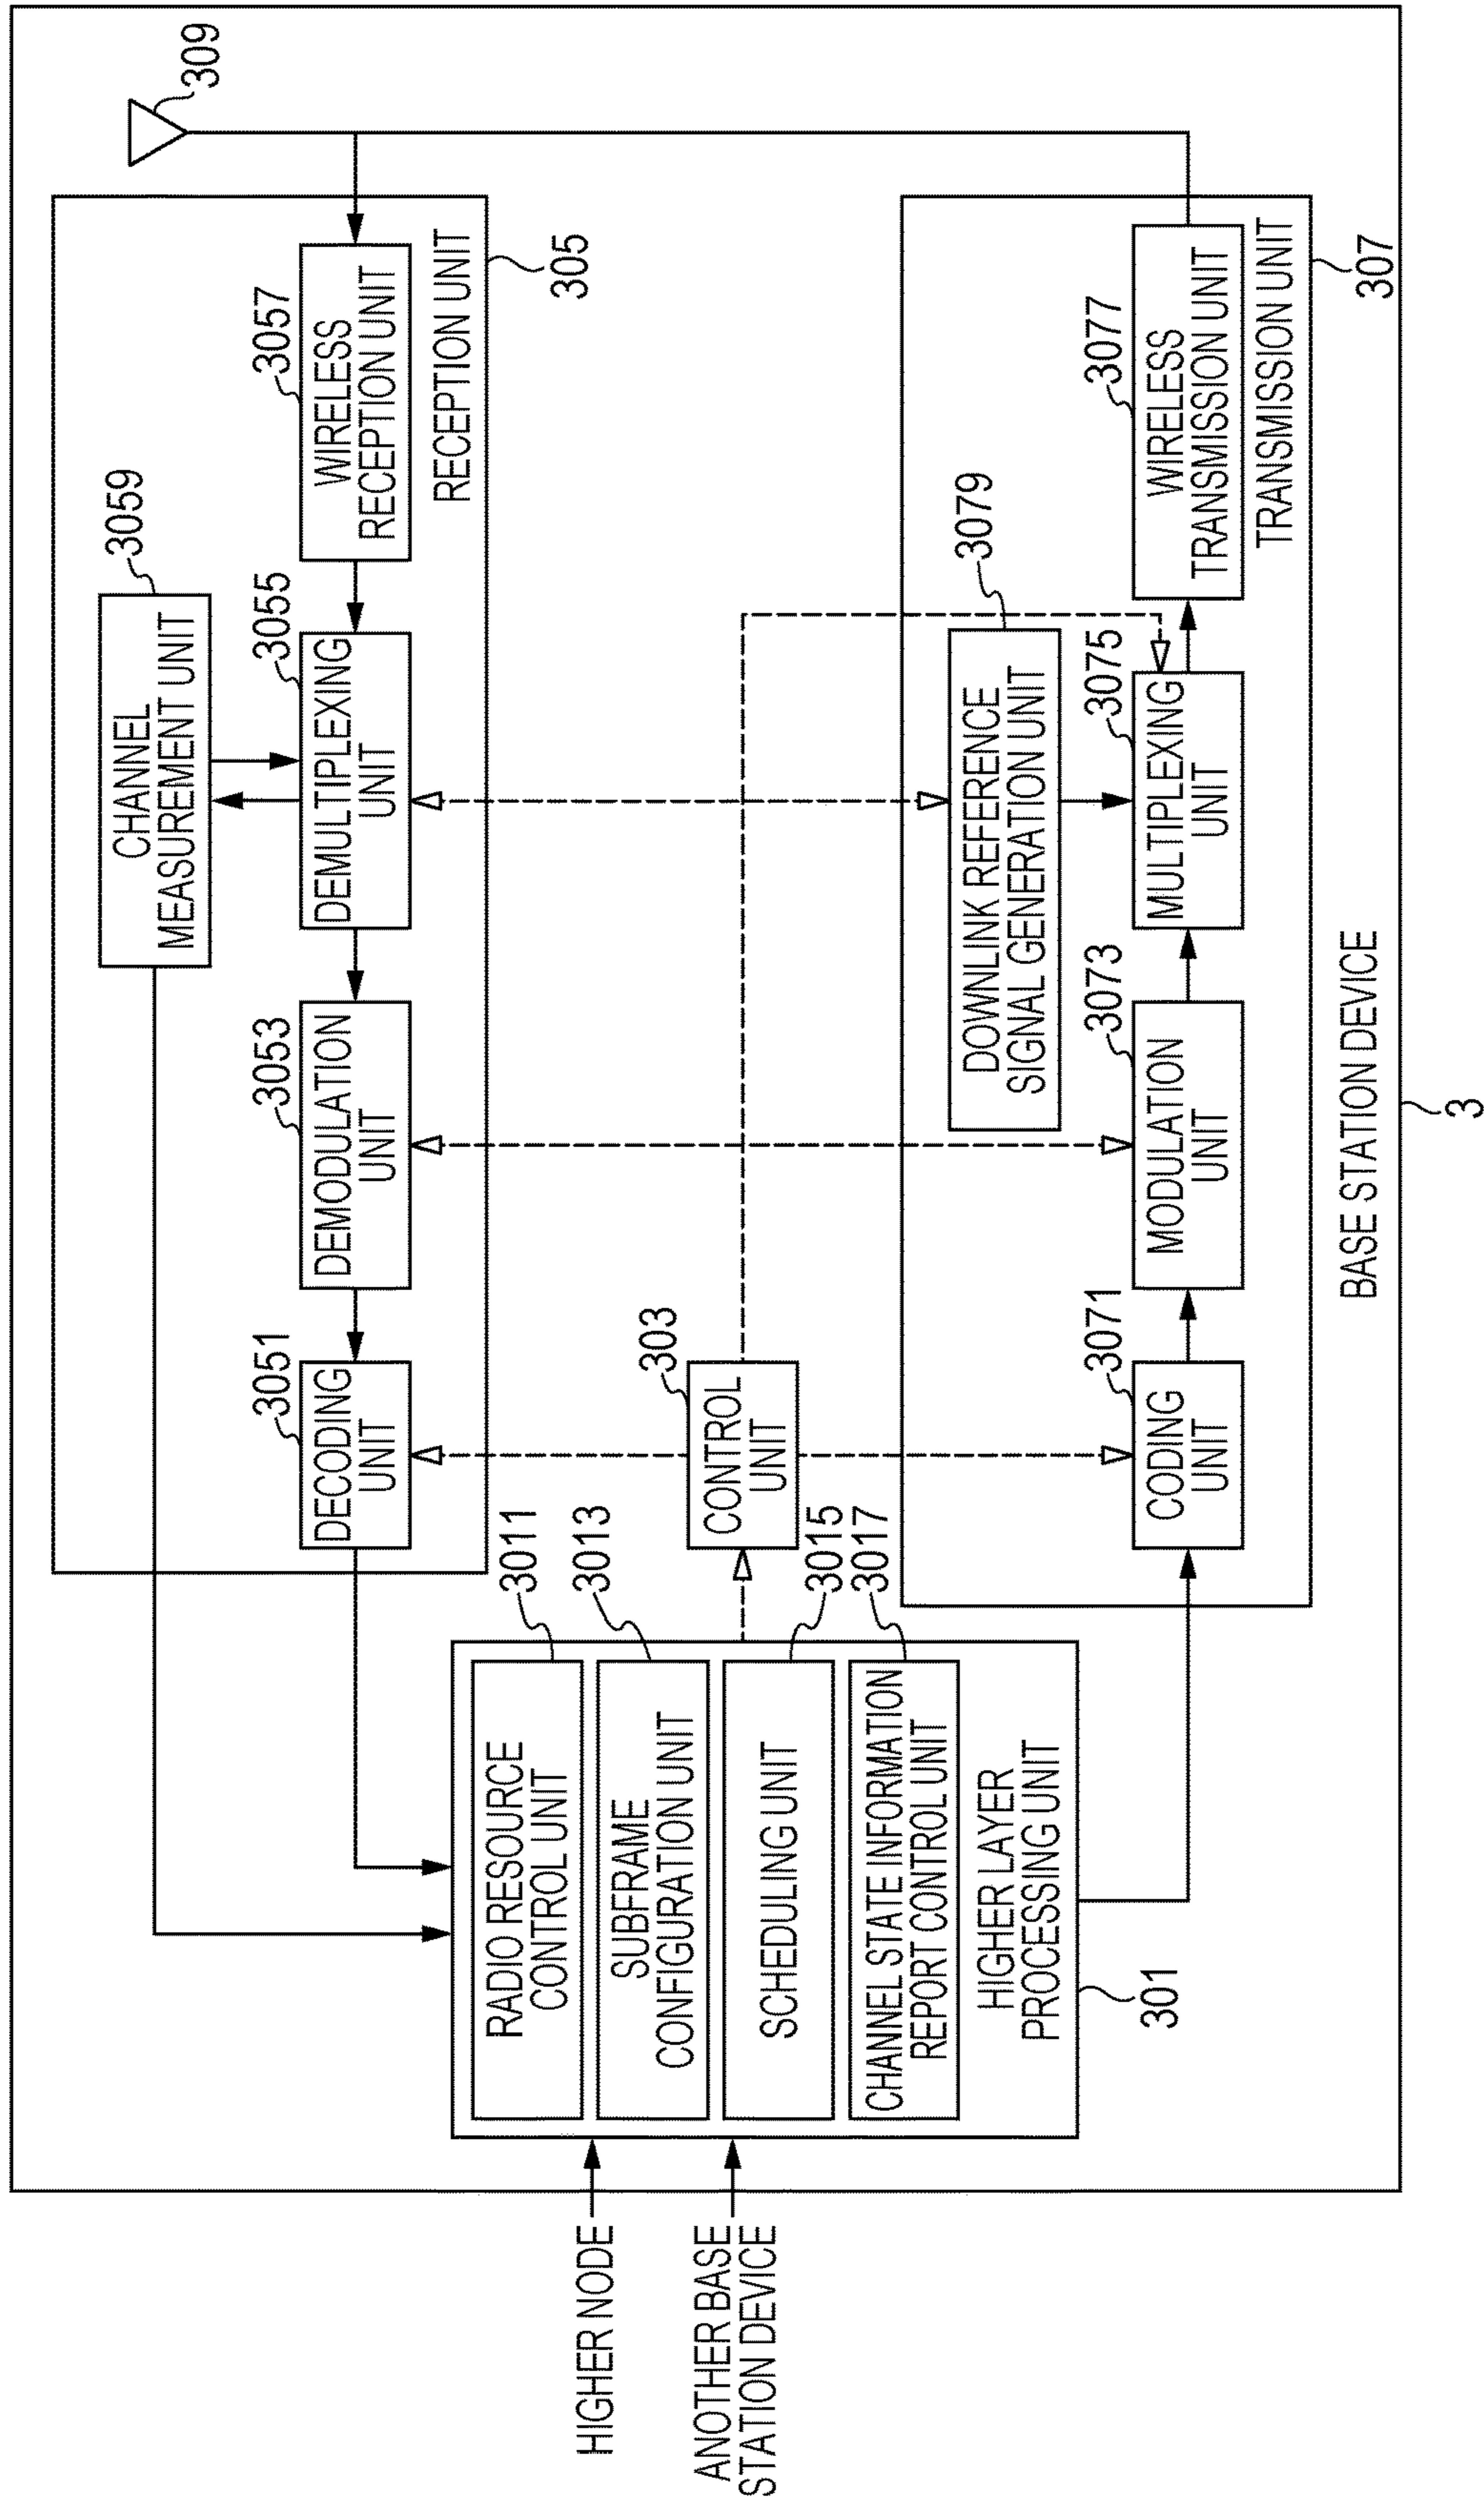 309
3059
CHANNEL
MEASUREMENT UNIT
3051
DECODING
UNIT
3053
DEMODULATION
UNIT
3055
DEMULTIPLEXING
UNIT
3057
WIRELESS
RECEPTION UNIT
RECEPTION UNIT
305
HIGHER NODE
ANOTHER BASE
STATION DEVICE
3011
RADIO RESOURCE
CONTROL UNIT
3013
SUBFRAME
CONFIGURATION UNIT
3015
SCHEDULING UNIT
3017
CHANNEL STATE INFORMATION
REPORT CONTROL UNIT
HIGHER LAYER
PROCESSING UNIT
301
303
CONTROL
UNIT
3079
DOWNLINK REFERENCE
SIGNAL GENERATION UNIT
3071
CODING
UNIT
3073
MODULATION
UNIT
3075
MULTIPLEXING
UNIT
3077
WIRELESS
TRANSMISSION UNIT
TRANSMISSION UNIT
307
BASE STATION DEVICE
3